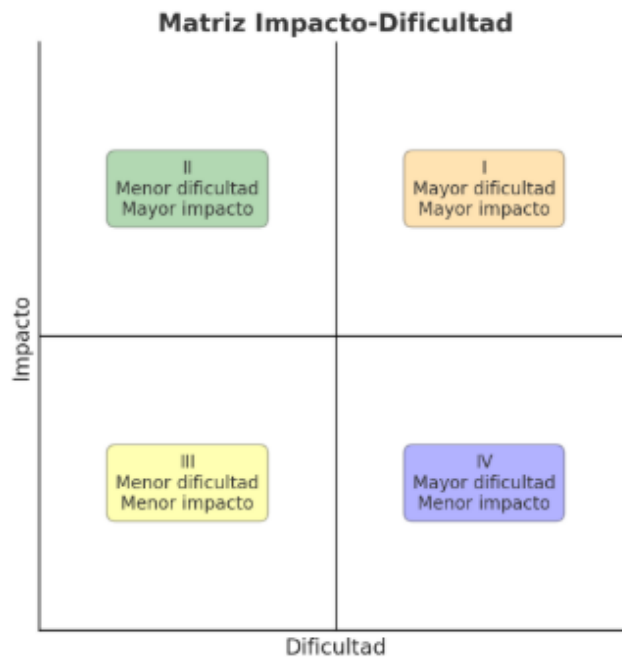 Matriz Impacto-Dificultad
II
Menor dificultad
Mayor impacto
I
Mayor dificultad
Mayor impacto
Impacto
III
Menor dificultad
Menor impacto
IV
Mayor dificultad
Menor impacto
Dificultad